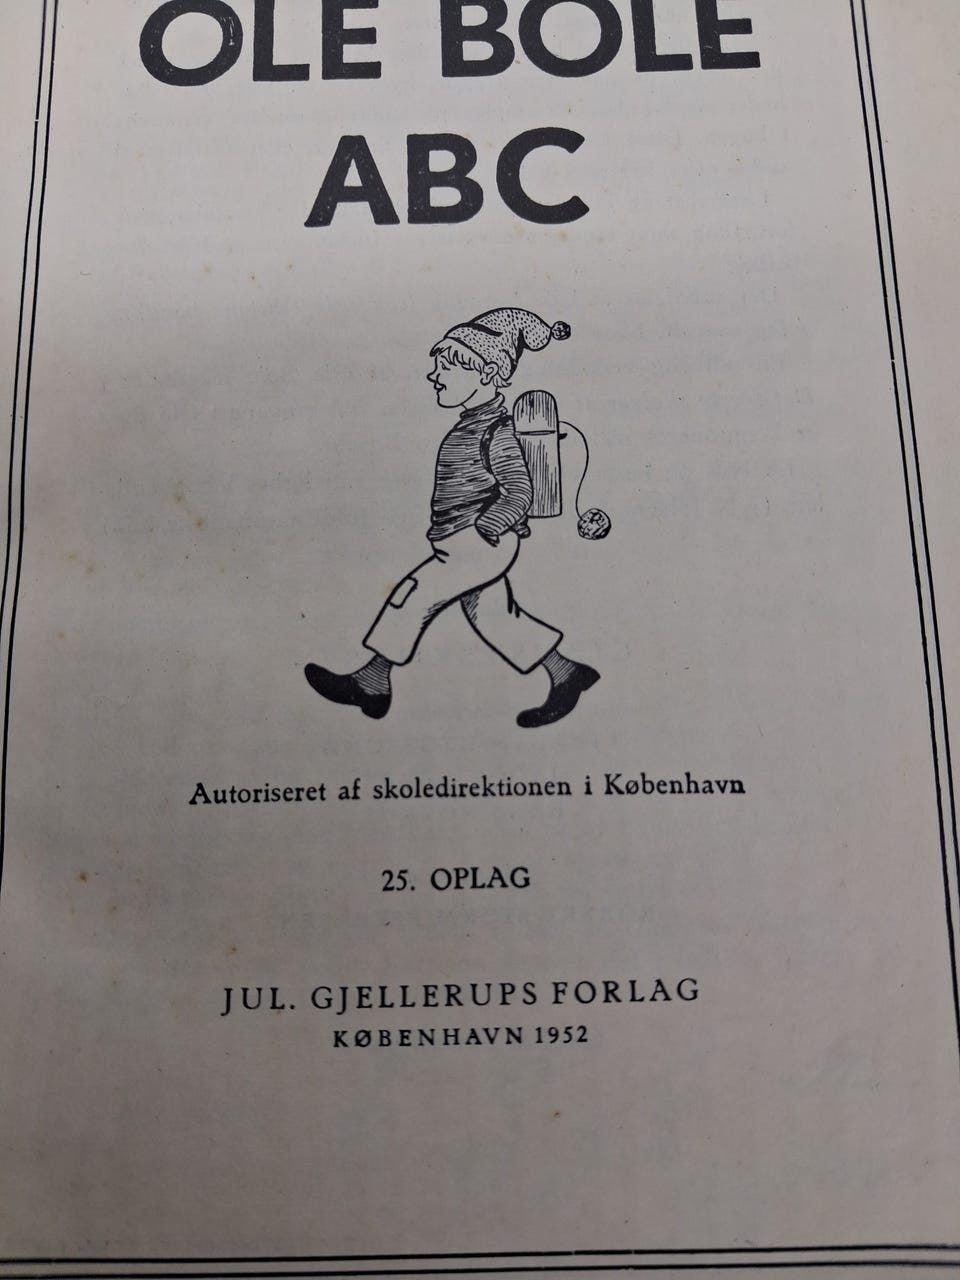 OLE BOLE
ABC
Autoriseret af skoledirektionen i København
25. OPLAG
JUL. GJELLERUPS FORLAG
KØBENHAVN 1952